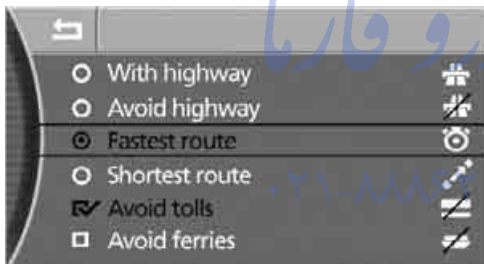 With highway
Avoid highway
Fastest route
Shortest route
Avoid tolls
Avoid ferries